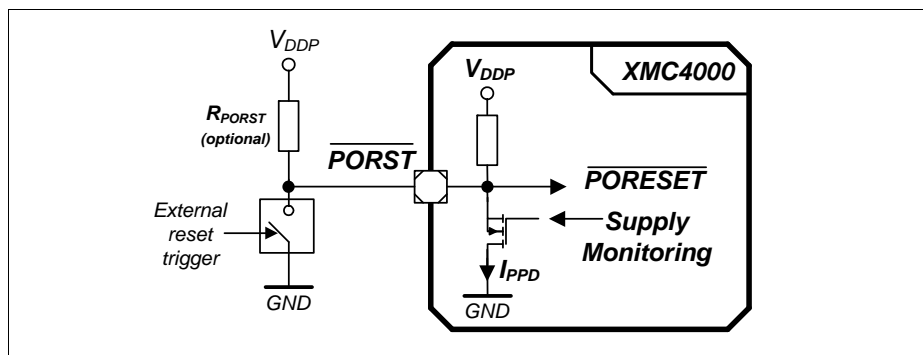 V_DDP
R_PORST
(optional)
External
reset
trigger
GND
PORST
XMC4000
V_DDP
PORESET
Supply
Monitoring
I_PPD
GND